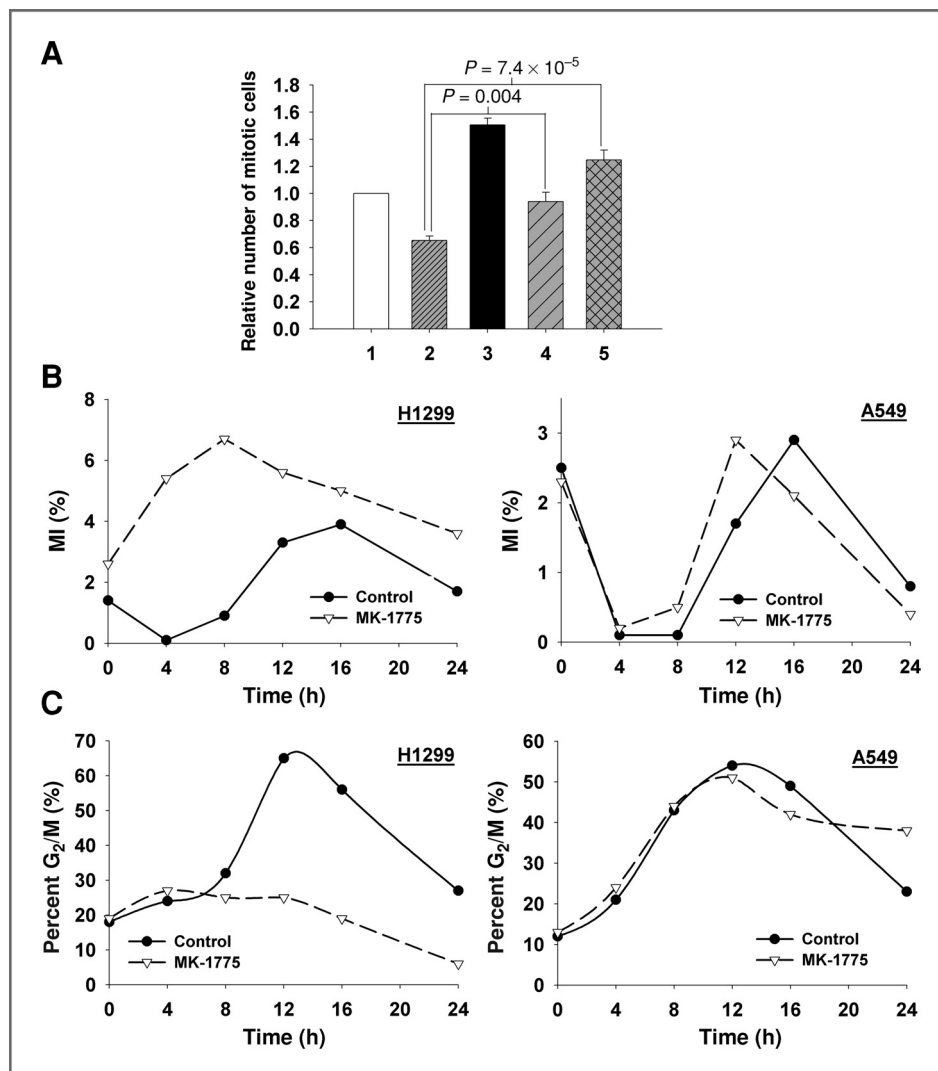 A
P = 7.4 × 10⁻⁵
P = 0.004
Relative number of mitotic cells
1.8
1.6
1.4
1.2
1.0
0.8
0.6
0.4
0.2
0.0
1 2 3 4 5
B
H1299
MI (%)
8
6
4
2
0
Control
MK-1775
0 4 8 12 16 20 24
Time (h)
A549
MI (%)
3
2
1
0
Control
MK-1775
0 4 8 12 16 20 24
Time (h)
C
H1299
Percent G₂/M (%)
70
60
50
40
30
20
10
0
Control
MK-1775
0 4 8 12 16 20 24
Time (h)
A549
Percent G₂/M (%)
60
50
40
30
20
10
0
Control
MK-1775
0 4 8 12 16 20 24
Time (h)